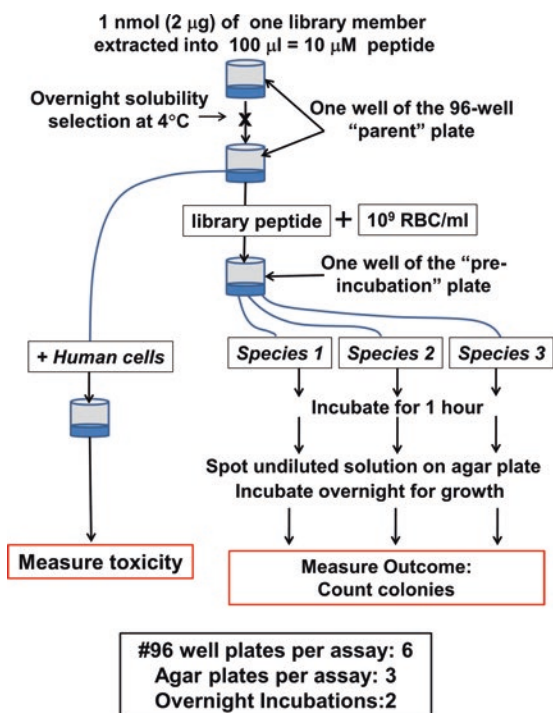 1 nmol (2 μg) of one library member
extracted into 100 μl = 10 μM peptide
Overnight solubility
selection at 4°C
X
One well of the 96-well
“parent” plate
library peptide
+
10⁹ RBC/ml
One well of the “pre-
incubation” plate
+ Human cells
Species 1
Species 2
Species 3
Incubate for 1 hour
Spot undiluted solution on agar plate
Incubate overnight for growth
Measure toxicity
Measure Outcome:
Count colonies
#96 well plates per assay: 6
Agar plates per assay: 3
Overnight Incubations:2